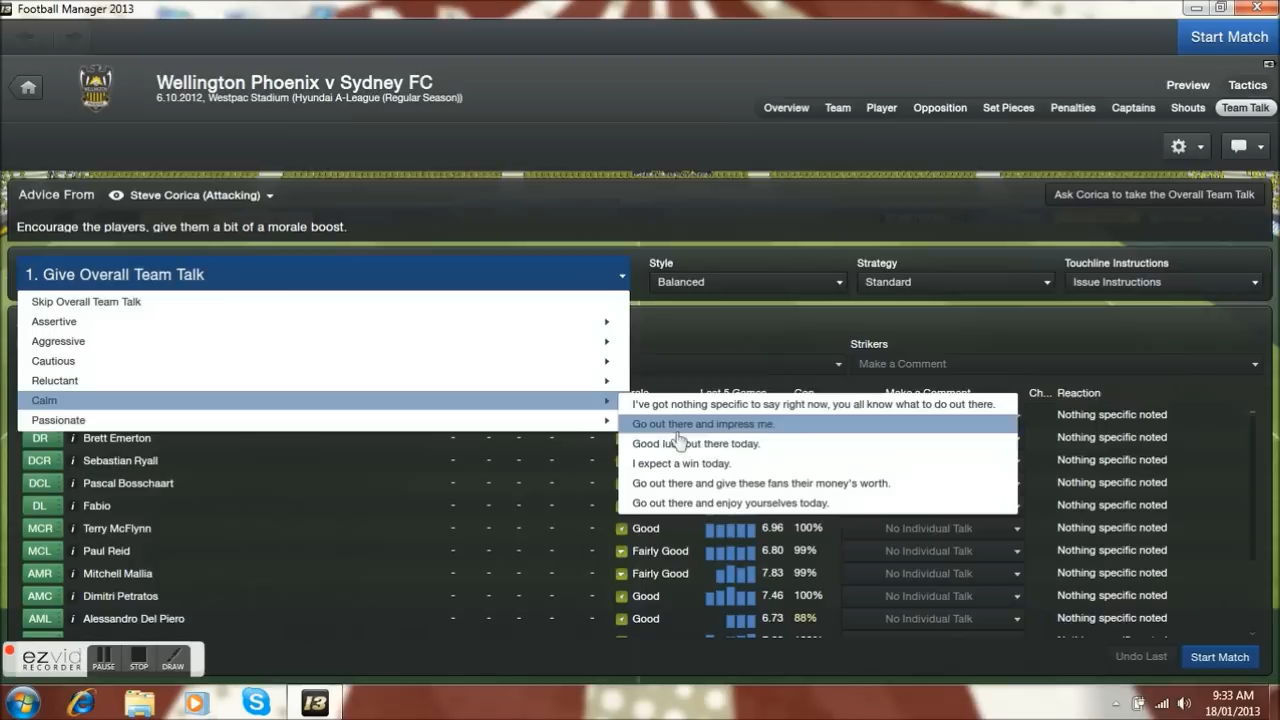 13 Football Manager 2013
Start Match
Wellington Phoenix v Sydney FC
6.10.2012, Westpac Stadium (Hyundai A-League (Regular Season))
Preview Tactics
Overview Team Player Opposition Set Pieces Penalties Captains Shouts Team Talk
Advice From Steve Corica (Attacking) Ask Corica to take the Overall Team Talk
Encourage the players, give them a bit of a morale boost.
1. Give Overall Team Talk
Style Strategy Touchline Instructions
Balanced Standard Issue Instructions
Skip Overall Team Talk
Assertive
Aggressive
Cautious
Reluctant
Calm
Passionate
Strikers
Make a Comment
Last 5 Games Con Make a Comment Ch... Reaction
I've got nothing specific to say right now, you all know what to do out there.
Go out there and impress me.
Good out there today.
I expect a win today.
Go out there and give these fans their money's worth.
Go out there and enjoy yourselves today.
Nothing specific noted
DR i Brett Emerton - - - - Nothing specific noted
DCR i Sebastian Ryall - - - - Nothing specific noted
DCL i Pascal Bosschaart - - - - Nothing specific noted
DL i Fabio - - - - Nothing specific noted
MCR i Terry McFlynn - - - - Good 6.96 100% No Individual Talk Nothing specific noted
MCL i Paul Reid - - - - Fairly Good 6.80 99% No Individual Talk Nothing specific noted
AMR i Mitchell Mallia - - - - Fairly Good 7.83 99% No Individual Talk Nothing specific noted
AMC i Dimitri Petratos - - - - Good 7.46 100% No Individual Talk Nothing specific noted
AML i Alessandro Del Piero - - - - Good 6.73 88% No Individual Talk Nothing specific noted
ezvid
RECORDER
PAUSE STOP DRAW
Undo Last Start Match
13
9:33 AM
18/01/2013